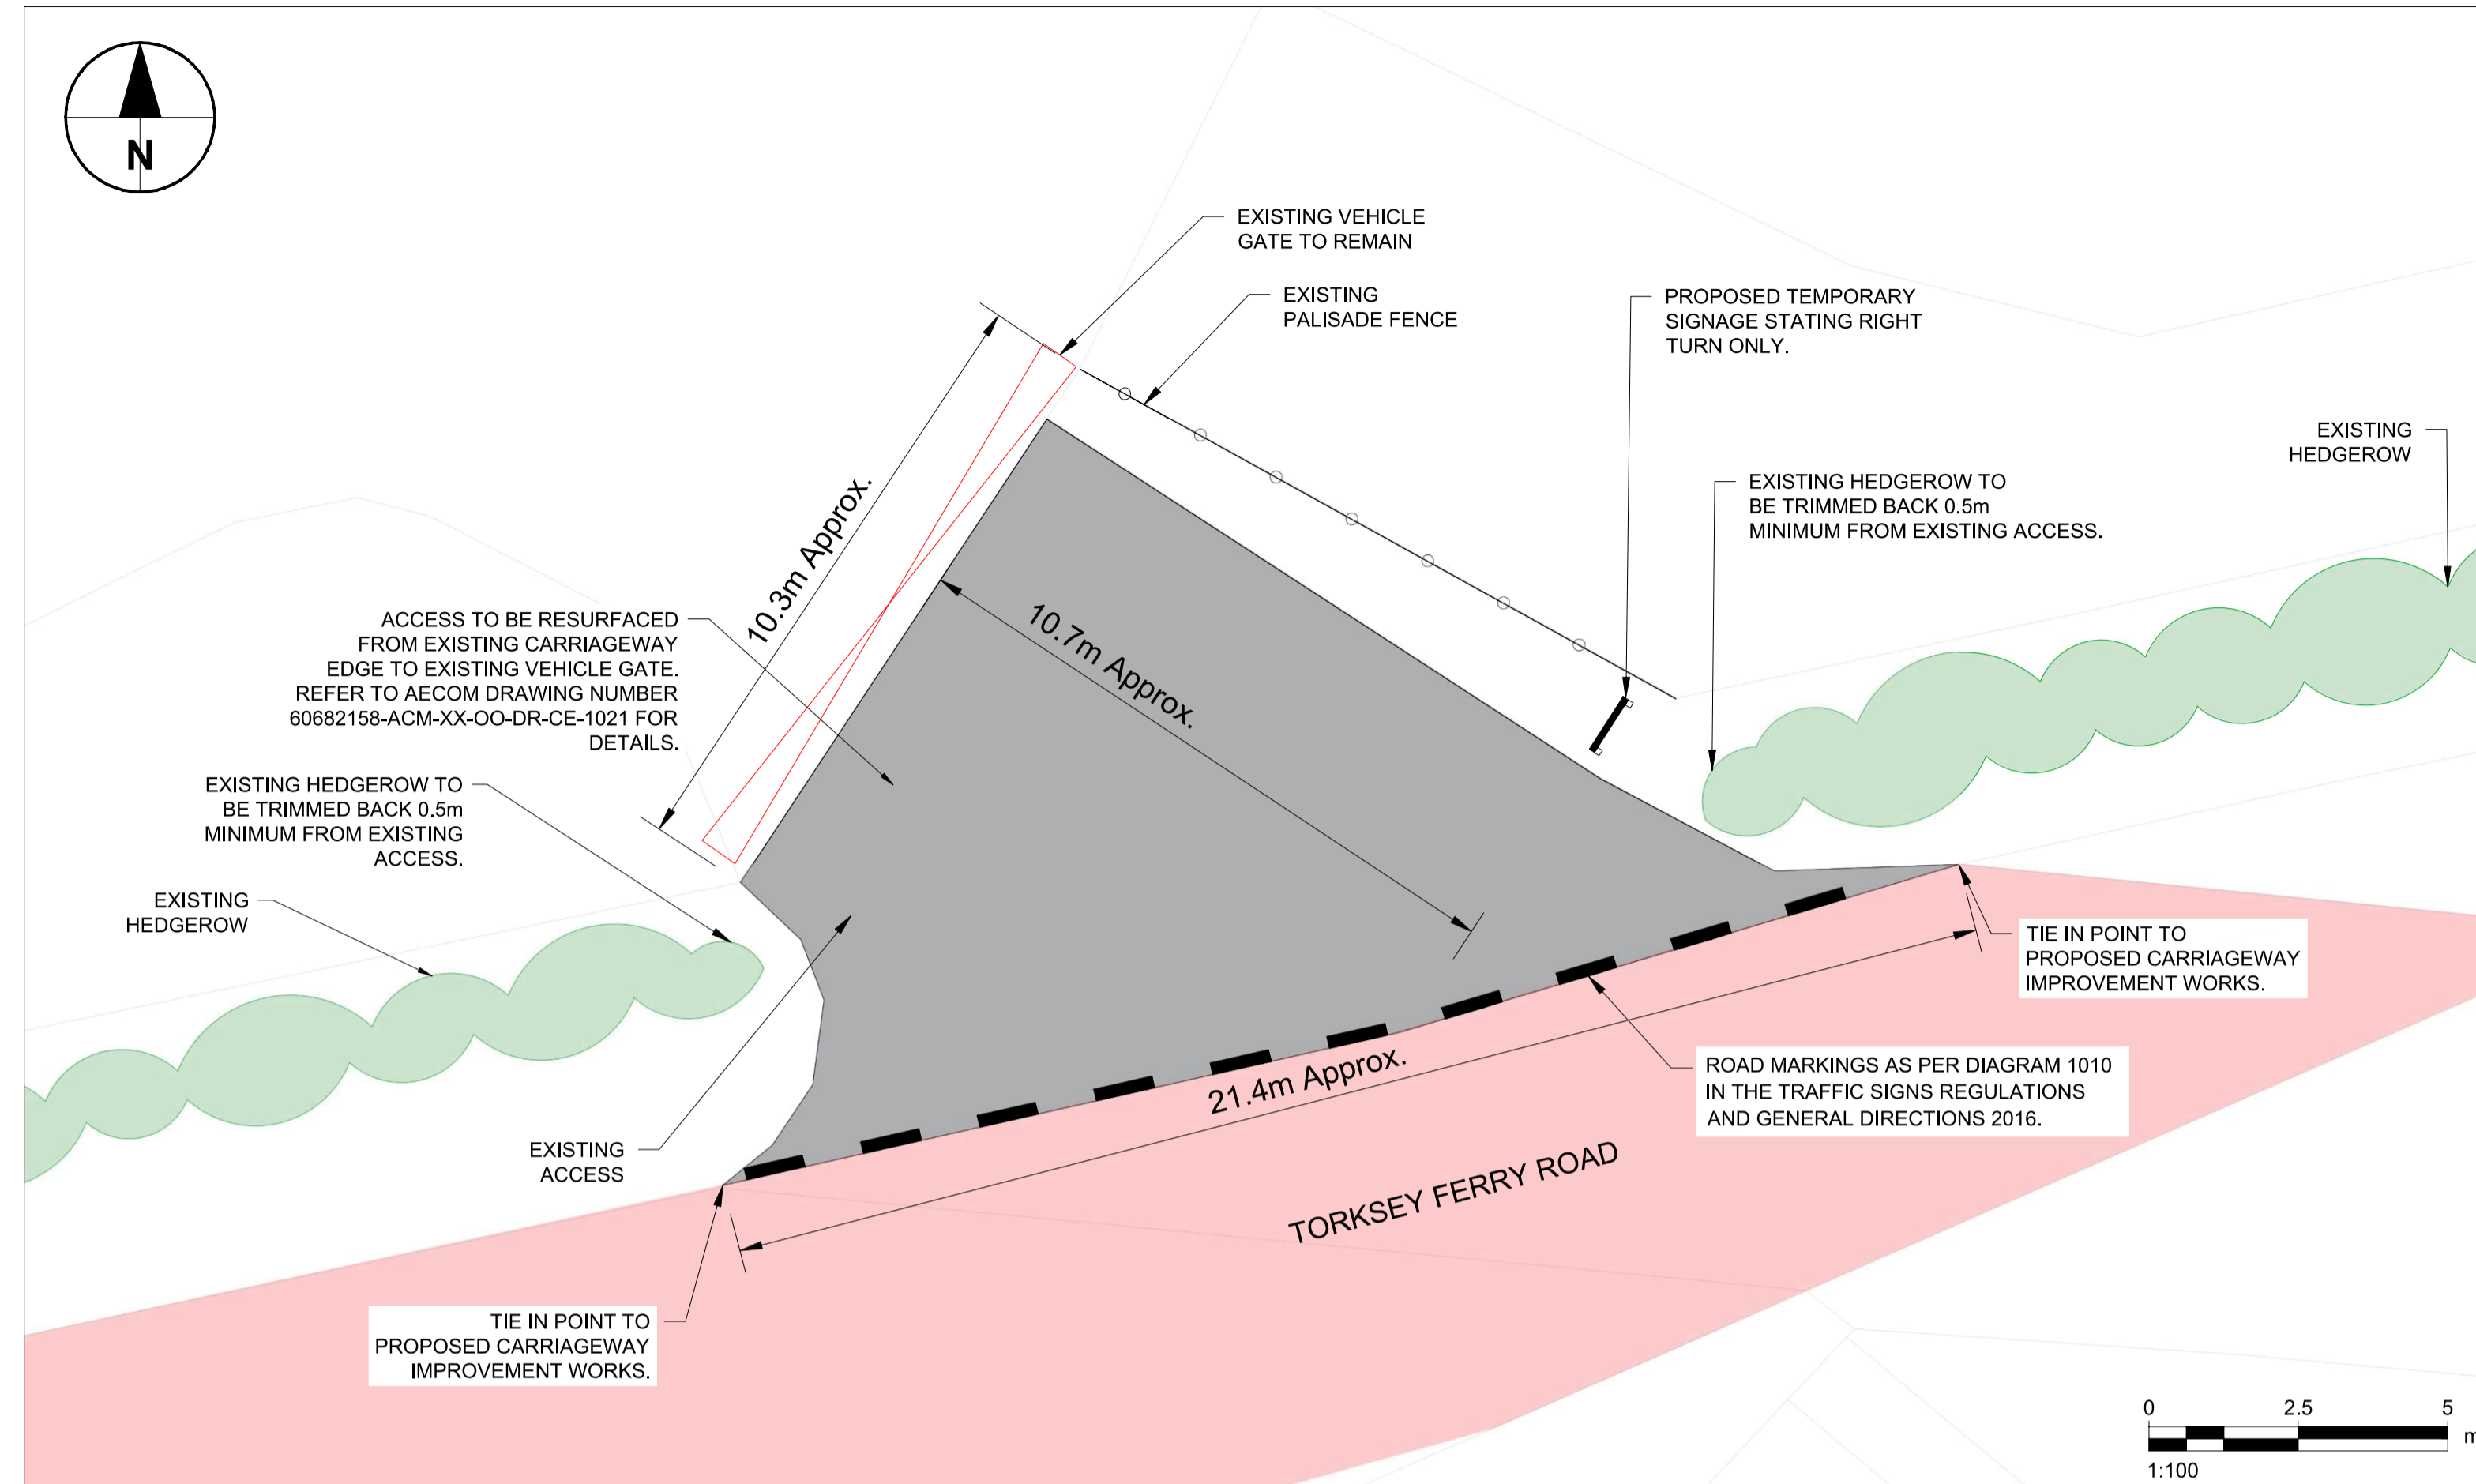 N
EXISTING VEHICLE
GATE TO REMAIN
EXISTING
PALISADE FENCE
PROPOSED TEMPORARY
SIGNAGE STATING RIGHT
TURN ONLY.
EXISTING
HEDGEROW
EXISTING HEDGEROW TO
BE TRIMMED BACK 0.5m
MINIMUM FROM EXISTING ACCESS.
10.3m Approx.
10.7m Approx.
ACCESS TO BE RESURFACED
FROM EXISTING CARRIAGEWAY
EDGE TO EXISTING VEHICLE GATE.
REFER TO AECOM DRAWING NUMBER
60682158-ACM-XX-OO-DR-CE-1021 FOR
DETAILS.
EXISTING HEDGEROW TO
BE TRIMMED BACK 0.5m
MINIMUM FROM EXISTING
ACCESS.
EXISTING
HEDGEROW
TIE IN POINT TO
PROPOSED CARRIAGEWAY
IMPROVEMENT WORKS.
21.4m Approx.
ROAD MARKINGS AS PER DIAGRAM 1010
IN THE TRAFFIC SIGNS REGULATIONS
AND GENERAL DIRECTIONS 2016.
EXISTING
ACCESS
TORKSEY FERRY ROAD
TIE IN POINT TO
PROPOSED CARRIAGEWAY
IMPROVEMENT WORKS.
0 2.5 5
m
1:100